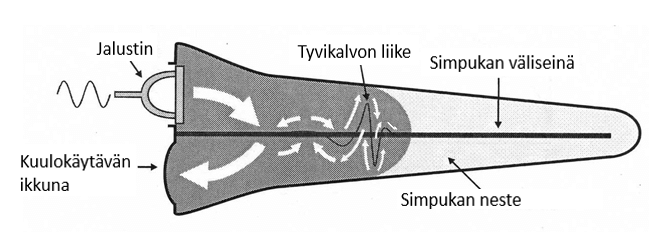 Jalustin
Tyvikalvon liike
Simpukan väliseinä
Kuulokäytävän
ikkuna
Simpukan neste